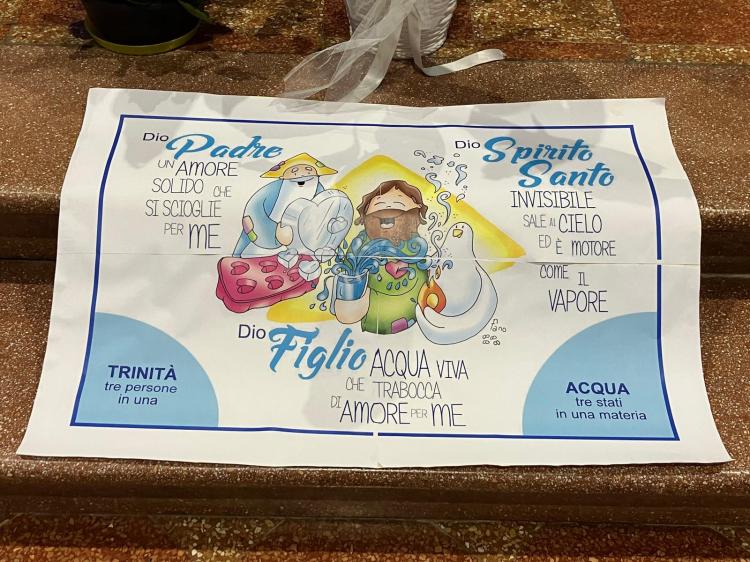 Dio Padre
UN AMORE
SOLIDO CHE
SI SCIOGLIE
PER ME
Dio Spirito
Santo
INVISIBILE
SALE AL CIELO
ED È MOTORE
COME IL
VAPORE
Dio Figlio ACQUA VIVA
CHE TRABOCCA
DI AMORE PER ME
TRINITÀ
tre persone
in una
ACQUA
tre stati
in una materia
fano